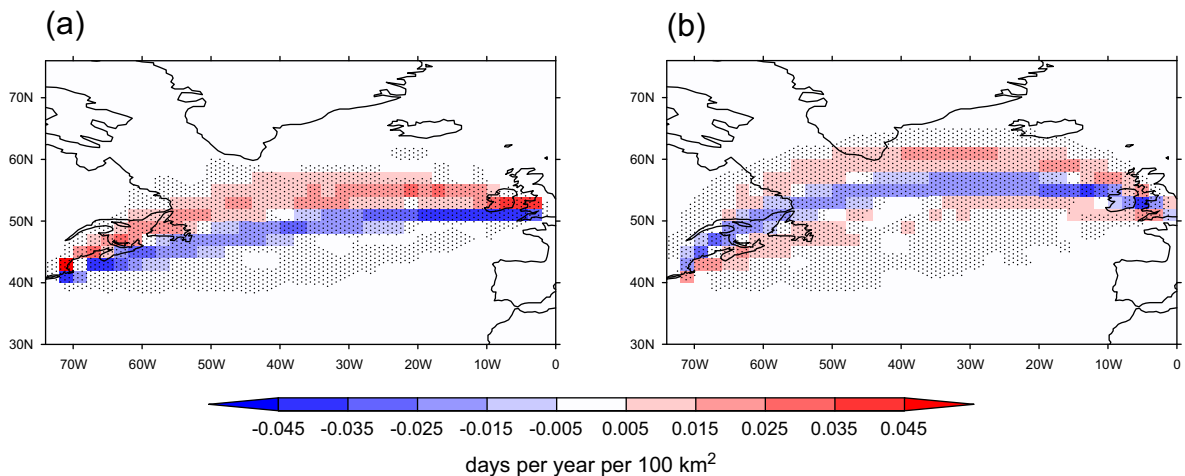 (a)
(b)
70N
60N
50N
40N
30N
70W 60W 50W 40W 30W 20W 10W 0
70N
60N
50N
40N
30N
70W 60W 50W 40W 30W 20W 10W 0
-0.045 -0.035 -0.025 -0.015 -0.005 0.005 0.015 0.025 0.035 0.045
days per year per 100 km²